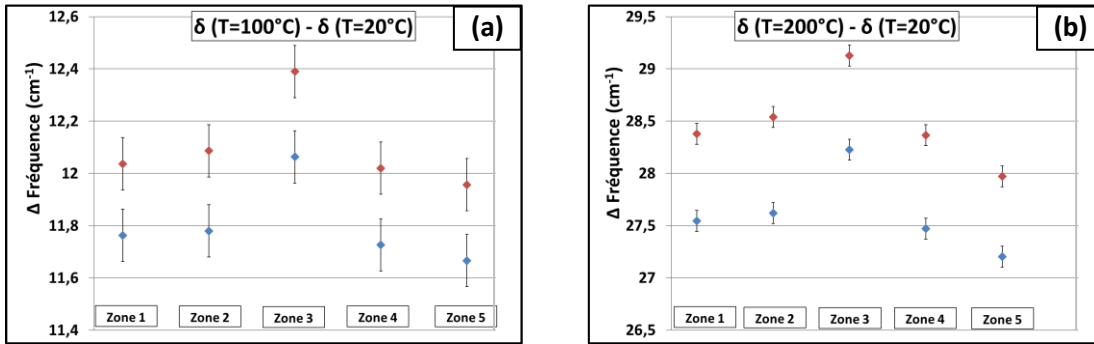 δ (T=100°C) - δ (T=20°C)
(a)
Δ Fréquence (cm-1)
12,6
12,4
12,2
12
11,8
11,6
11,4
Zone 1
Zone 2
Zone 3
Zone 4
Zone 5
δ (T=200°C) - δ (T=20°C)
(b)
Δ Fréquence (cm-1)
29,5
29
28,5
28
27,5
27
26,5
Zone 1
Zone 2
Zone 3
Zone 4
Zone 5